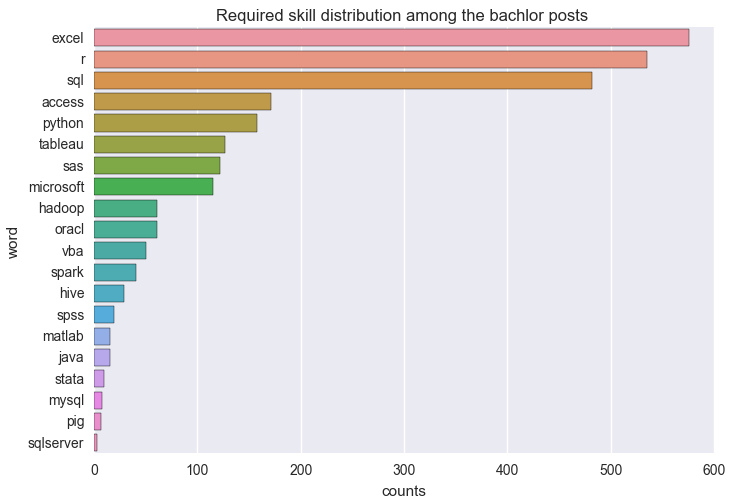 Required skill distribution among the bachlor posts
excel
r
sql
access
python
tableau
sas
microsoft
hadoop
oracl
vba
spark
hive
spss
matlab
java
stata
mysql
pig
sqlserver
word
0 100 200 300 400 500 600
counts